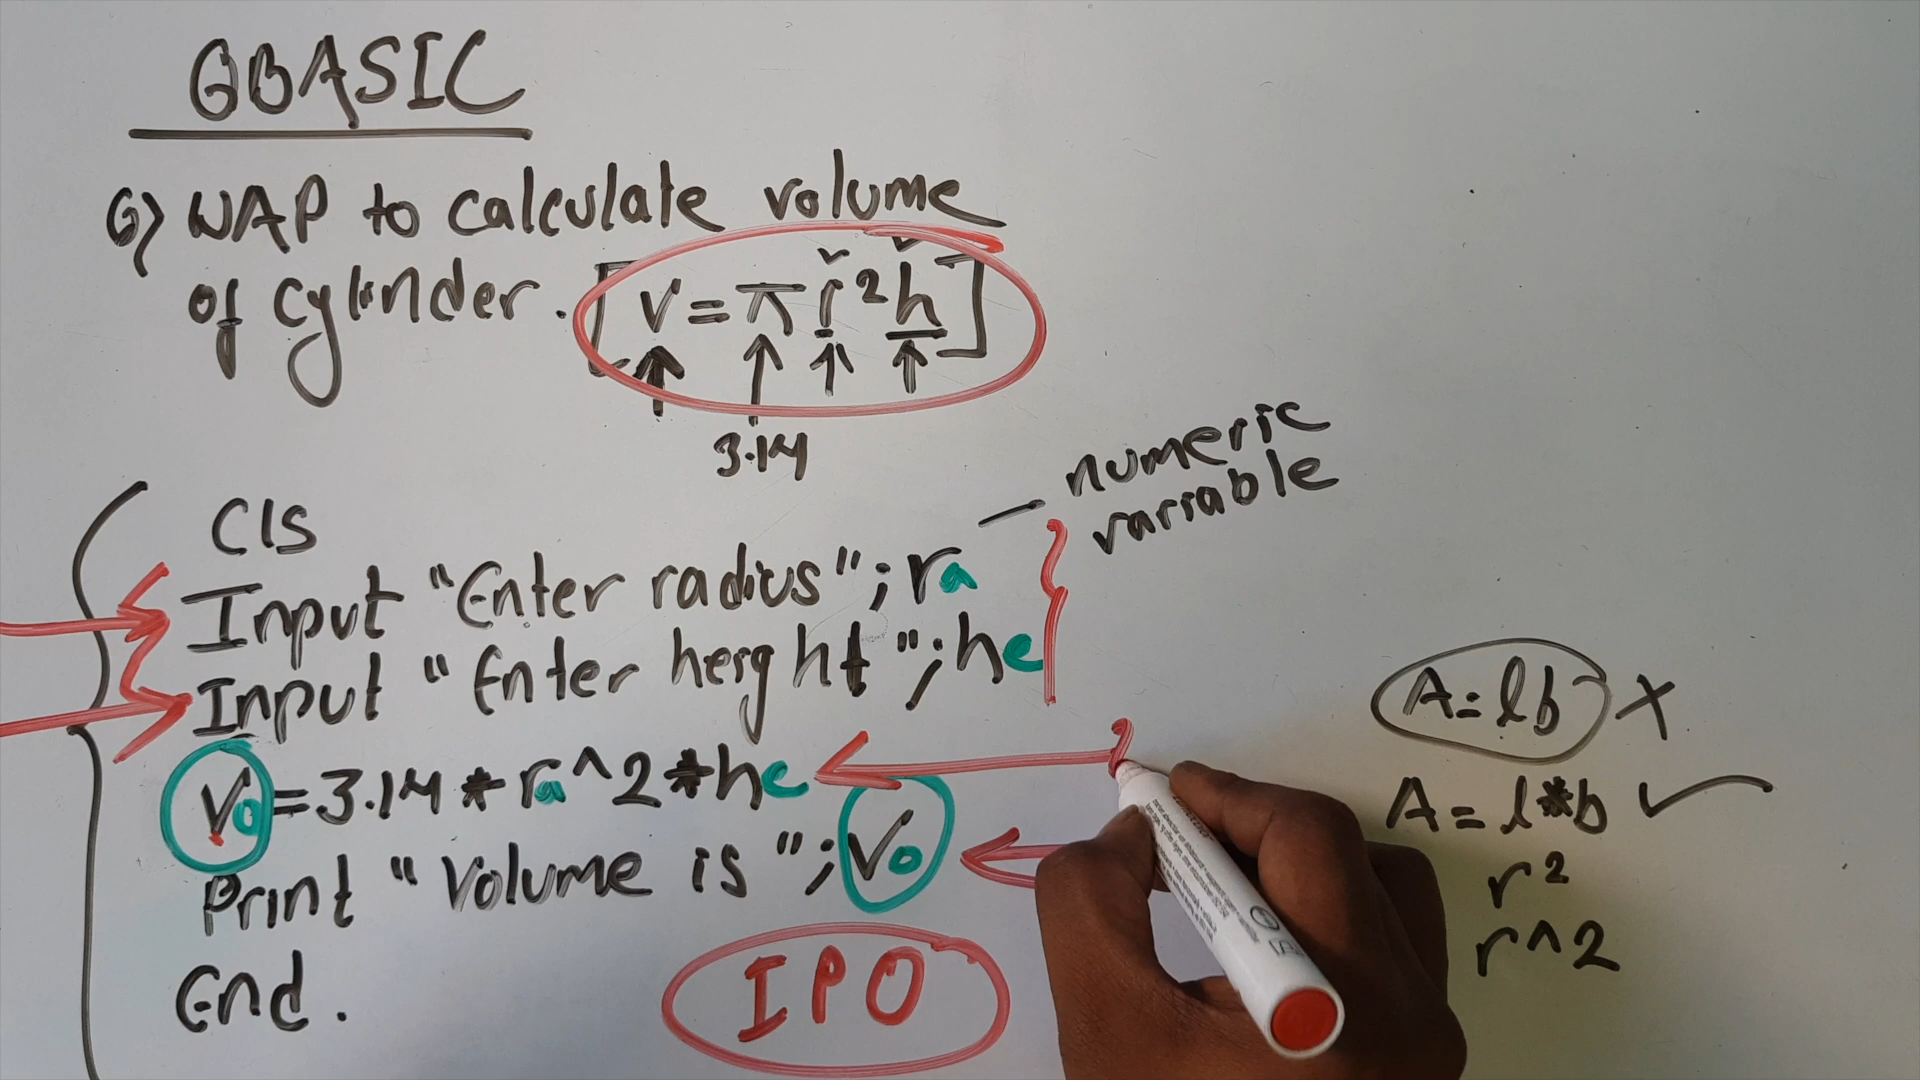 QBASIC
Q) WAP to calculate volume
of cylinder. [V = π r²h]
3.14
numeric
variable
Cls
Input "Enter radius"; ra
Input "Enter height"; he
Vo=3.14*ra^2*he
Print "Volume is "; Vo
End.
IPO
A = lb X
A = l*b ✓
r²
r^2